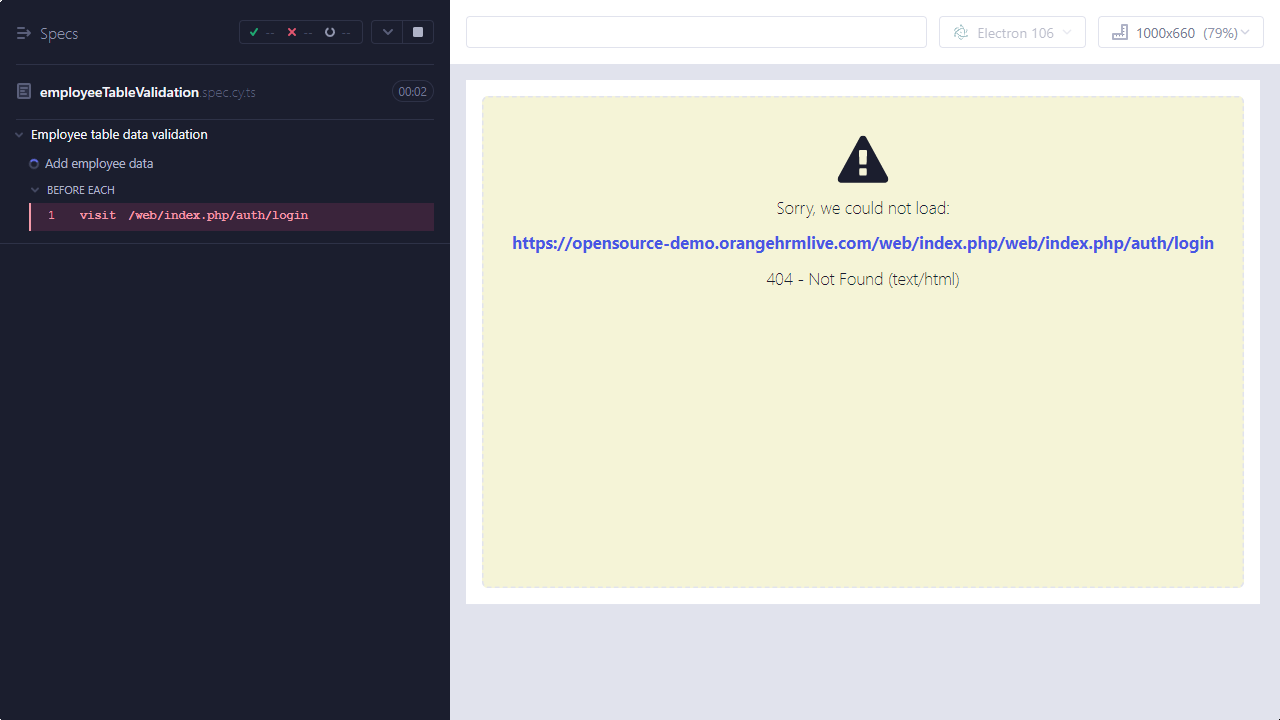 Specs
-- -- --
employeeTableValidation.spec.cy.ts 00:02
Employee table data validation
Add employee data
BEFORE EACH
1 visit /web/index.php/auth/login
Electron 106
1000x660 (79%)
Sorry, we could not load:
https://opensource-demo.orangehrmlive.com/web/index.php/web/index.php/auth/login
404 - Not Found (text/html)